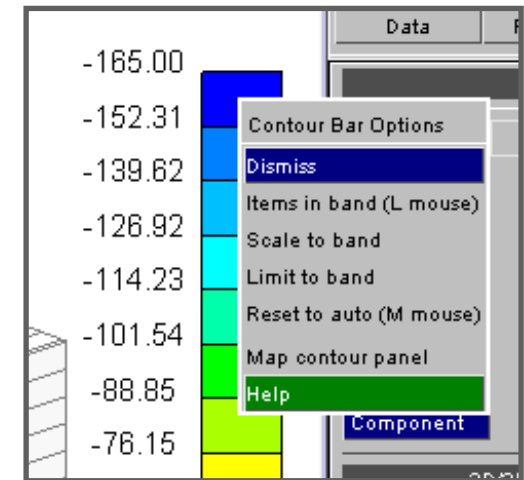 Data
-165.00
-152.31
-139.62
-126.92
-114.23
-101.54
-88.85
-76.15
Contour Bar Options
Dismiss
Items in band (L mouse)
Scale to band
Limit to band
Reset to auto (M mouse)
Map contour panel
Help
Component